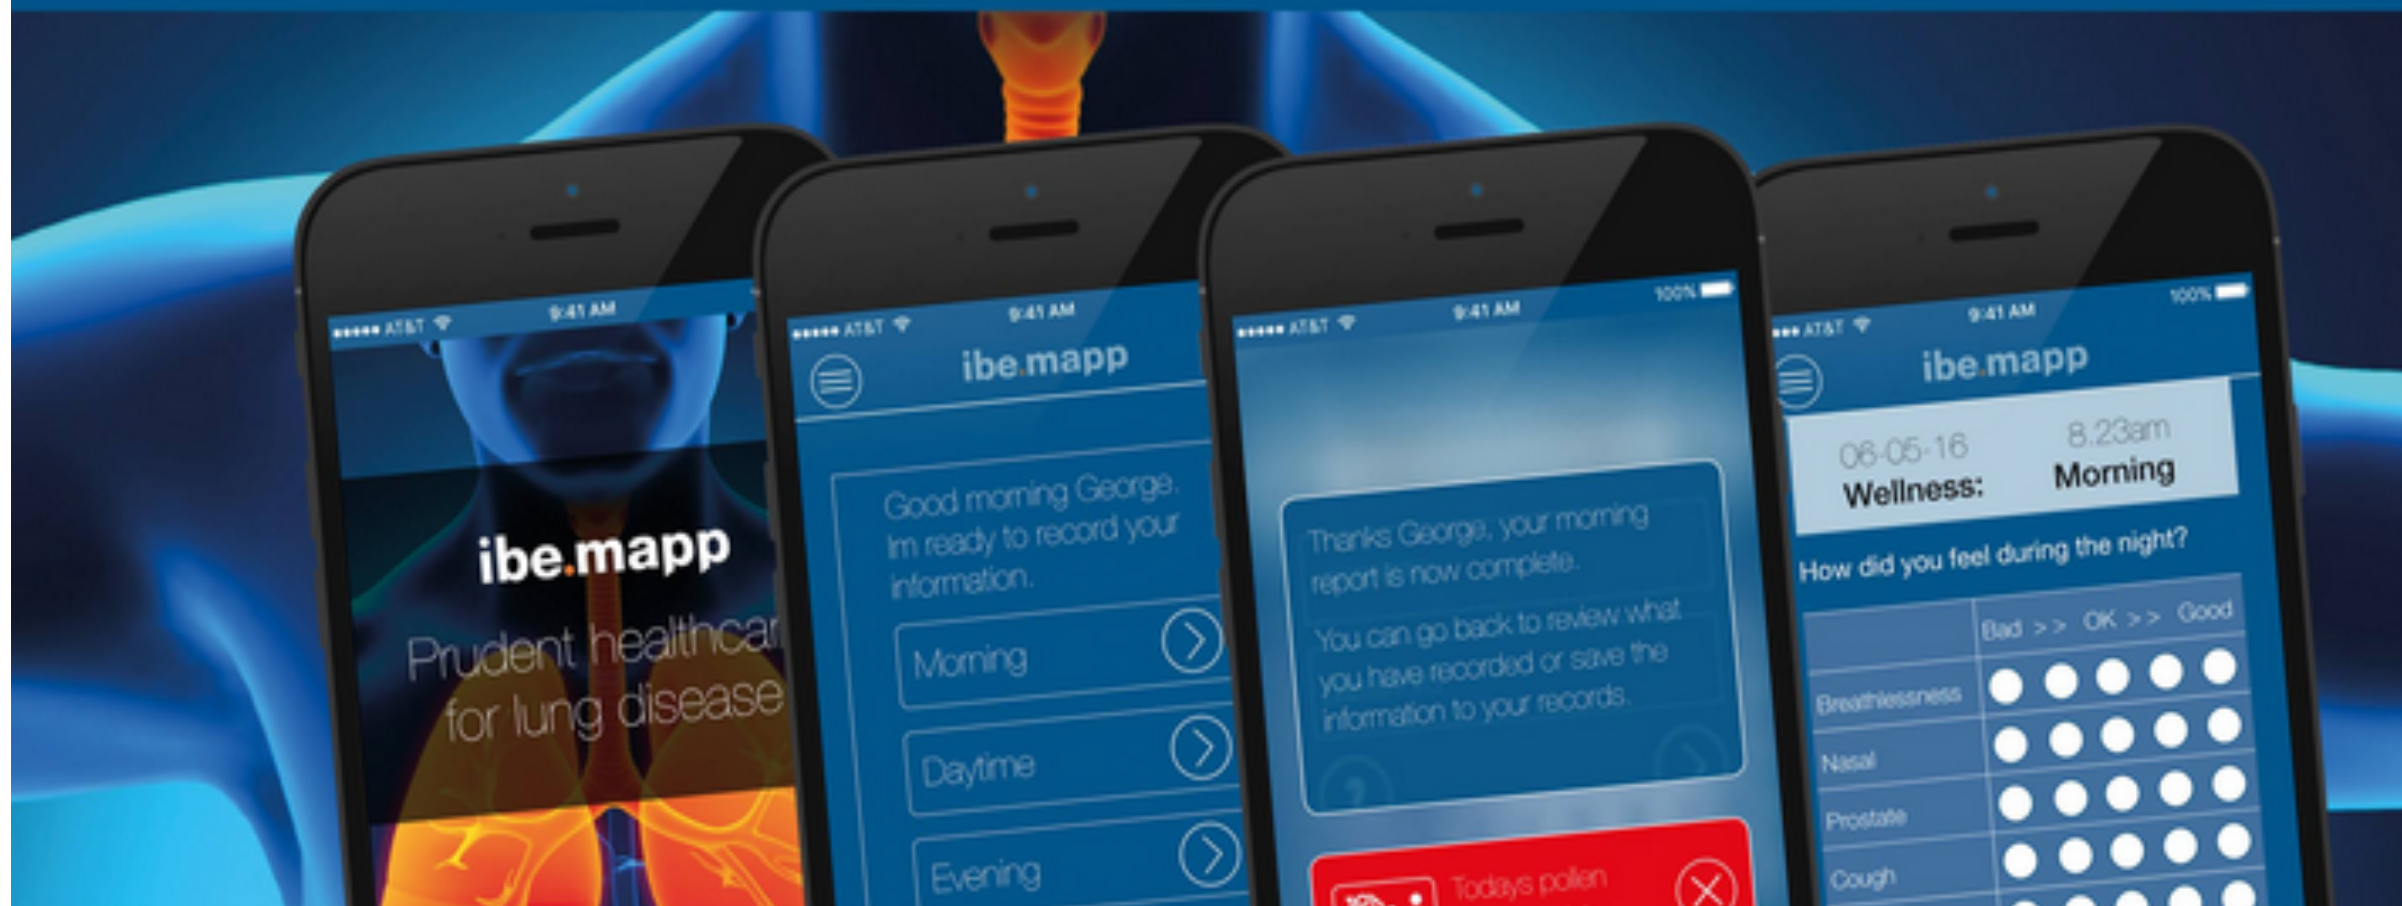 AT&T
9:41 AM
ibe.mapp
Prudent healthcar
for lung disease
AT&T
9:41 AM
ibe.mapp
Good morning George.
Im ready to record your
information.
Morning
Daytime
Evening
AT&T
9:41 AM
100%
Thanks George, your morning
report is now complete.
You can go back to review what
you have recorded or save the
information to your records.
?
Todays pollen
AT&T
9:41 AM
100%
ibe.mapp
06-05-16 8.23am
Wellness: Morning
How did you feel during the night?
Bad >> OK >> Good
Breathlessness
Nasal
Prostate
Cough